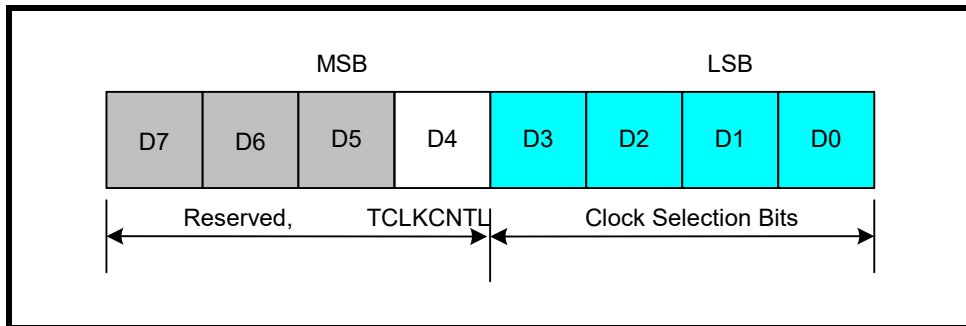 MSB LSB
D7 D6 D5 D4 D3 D2 D1 D0
Reserved, TCLKCNTL Clock Selection Bits